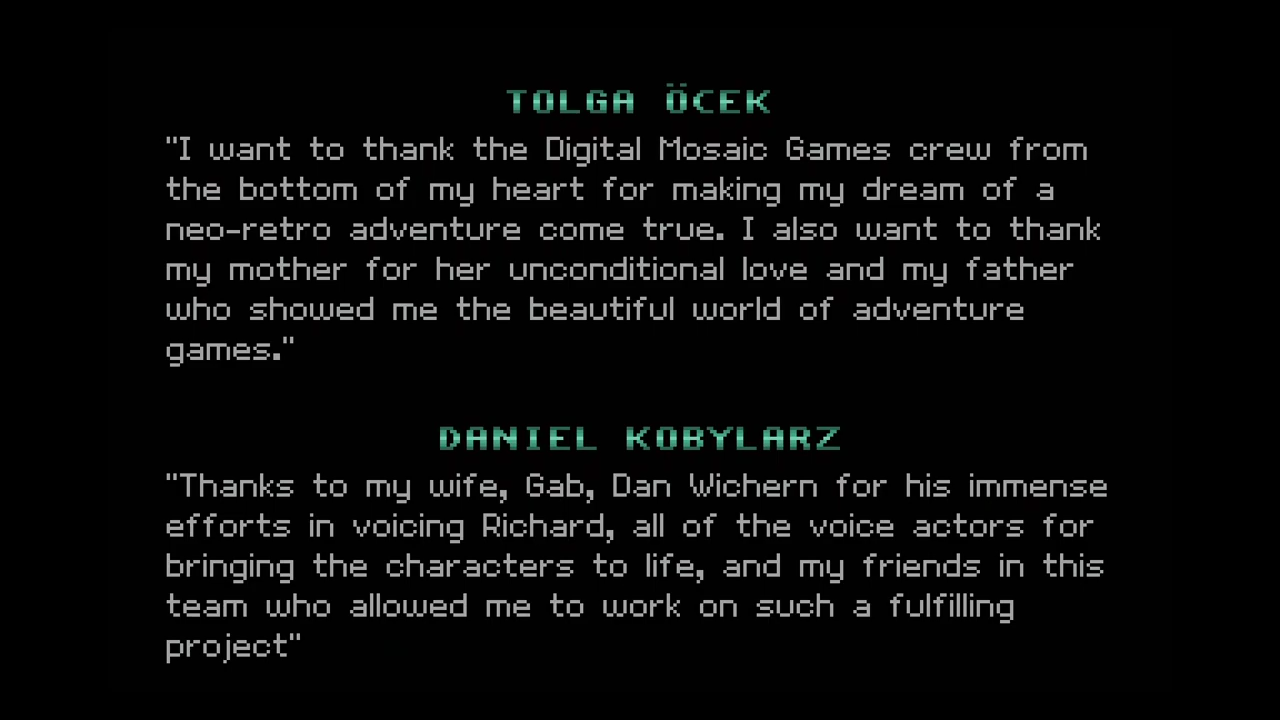 TOLGA ÖCEK
"I want to thank the Digital Mosaic Games crew from
the bottom of my heart for making my dream of a
neo-retro adventure come true. I also want to thank
my mother for her unconditional love and my father
who showed me the beautiful world of adventure
games."
DANIEL KOBYLARZ
"Thanks to my wife, Gab, Dan Wichern for his immense
efforts in voicing Richard, all of the voice actors for
bringing the characters to life, and my friends in this
team who allowed me to work on such a fulfilling
project"